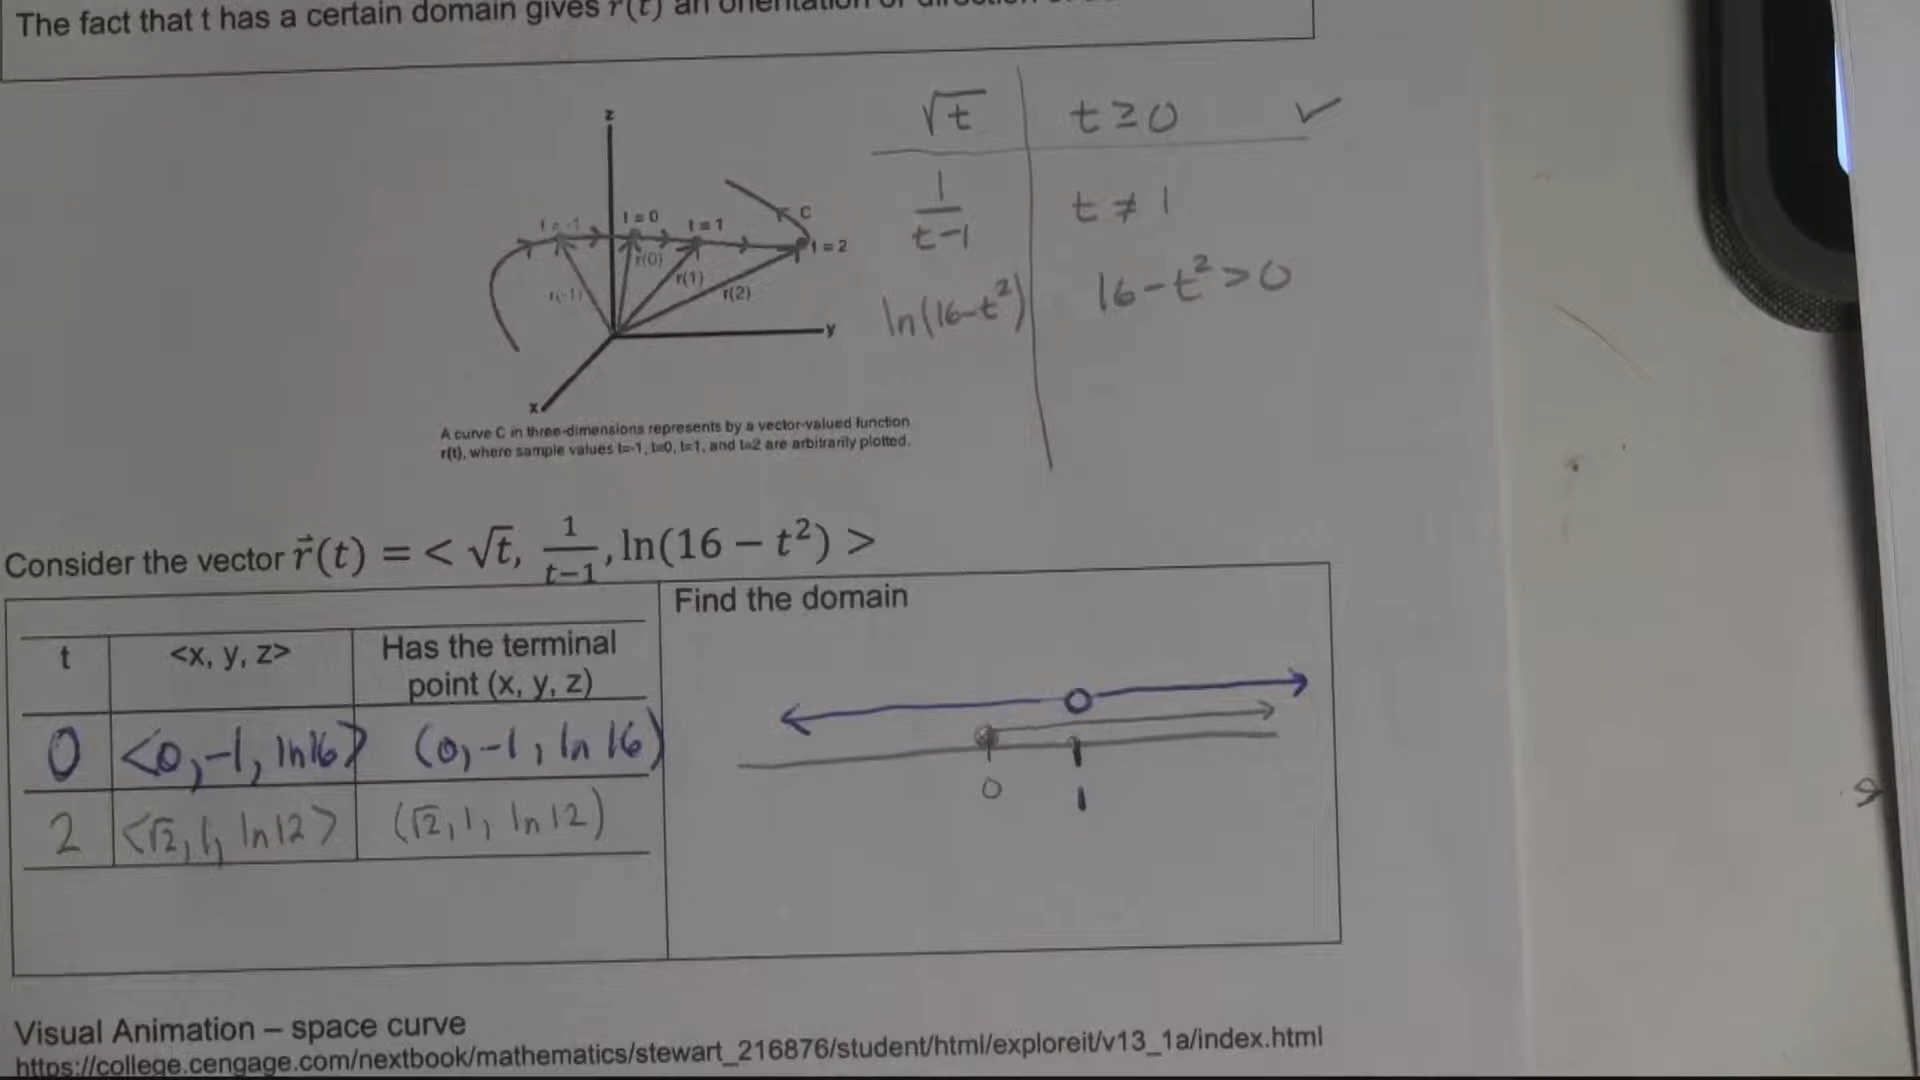 The fact that t has a certain domain gives r(t) an orientation or direction of
z
√t t ≥ 0 ✓
1/(t-1) t ≠ 1
ln(16-t²) 16-t²>0
t = -1 t = 0 t = 1 C
t = 2
r(-1) r(0) r(1) r(2)
y
x
A curve C in three-dimensions represents by a vector-valued function
r(t), where sample values t=-1, t=0, t=1, and t=2 are arbitrarily plotted.
Consider the vector r⃗(t) = < √t, 1/(t−1), ln(16 − t²) >
Find the domain
t <x, y, z> Has the terminal
point (x, y, z)
0 <0, -1, ln16> (0, -1, ln 16)
2 <√2, 1, ln 12> (√2, 1, ln 12)
0 1
Visual Animation – space curve
https://college.cengage.com/nextbook/mathematics/stewart_216876/student/html/exploreit/v13_1a/index.html